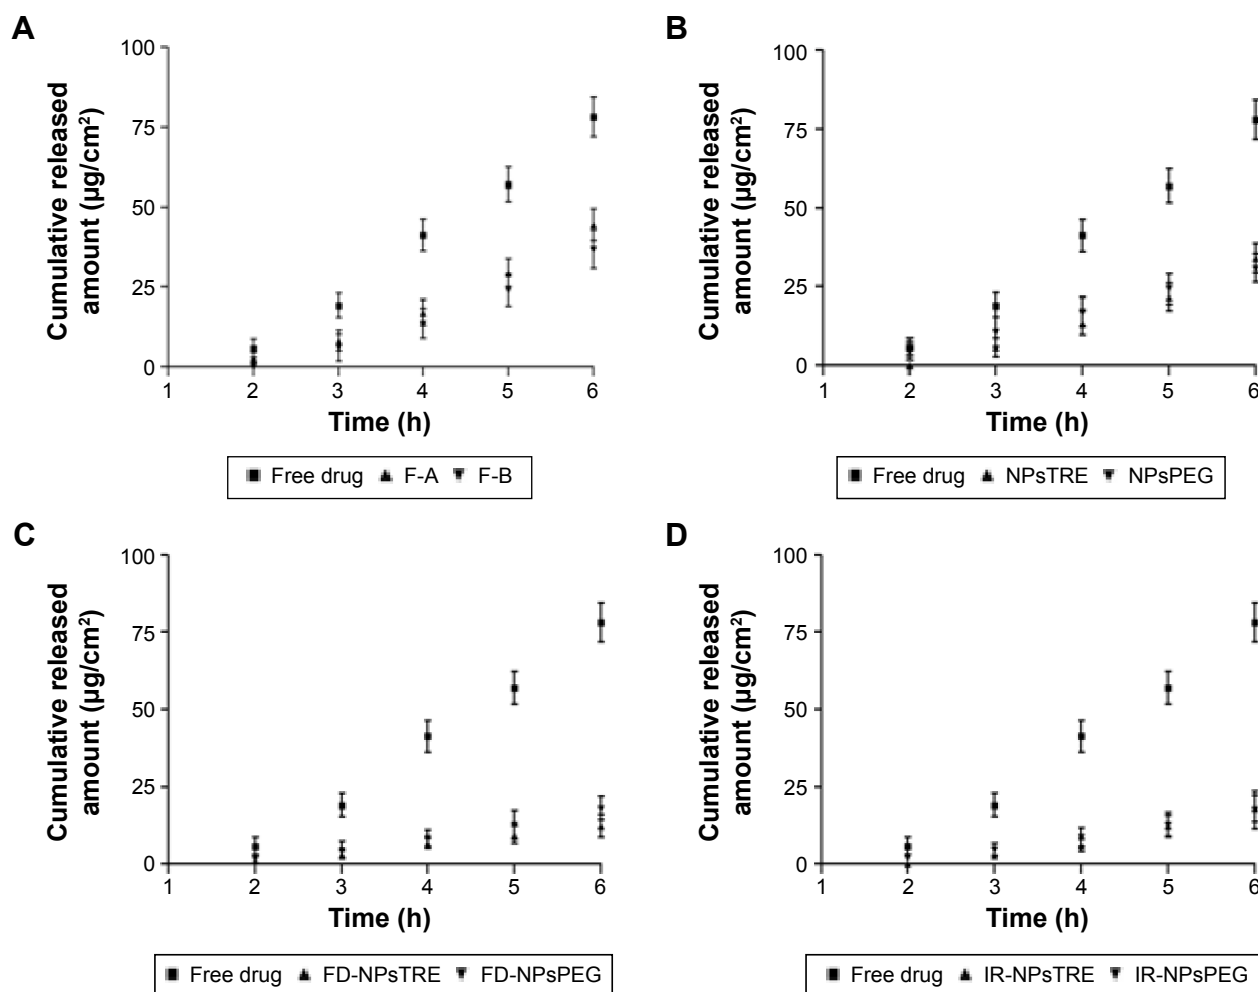 A
Cumulative released
amount (µg/cm²)
100
75
50
25
0
1 2 3 4 5 6
Time (h)
Free drug F-A F-B
B
Cumulative released
amount (µg/cm²)
100
75
50
25
0
1 2 3 4 5 6
Time (h)
Free drug NPsTRE NPsPEG
C
Cumulative released
amount (µg/cm²)
100
75
50
25
0
1 2 3 4 5 6
Time (h)
Free drug FD-NPsTRE FD-NPsPEG
D
Cumulative released
amount (µg/cm²)
100
75
50
25
0
1 2 3 4 5 6
Time (h)
Free drug IR-NPsTRE IR-NPsPEG